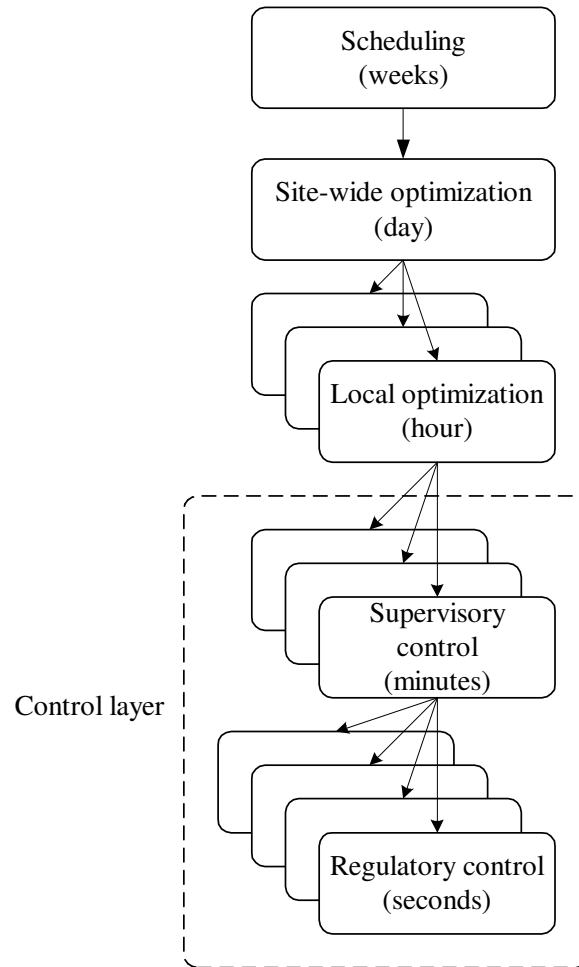 Scheduling
(weeks)
Site-wide optimization
(day)
Local optimization
(hour)
Supervisory
control
(minutes)
Control layer
Regulatory control
(seconds)